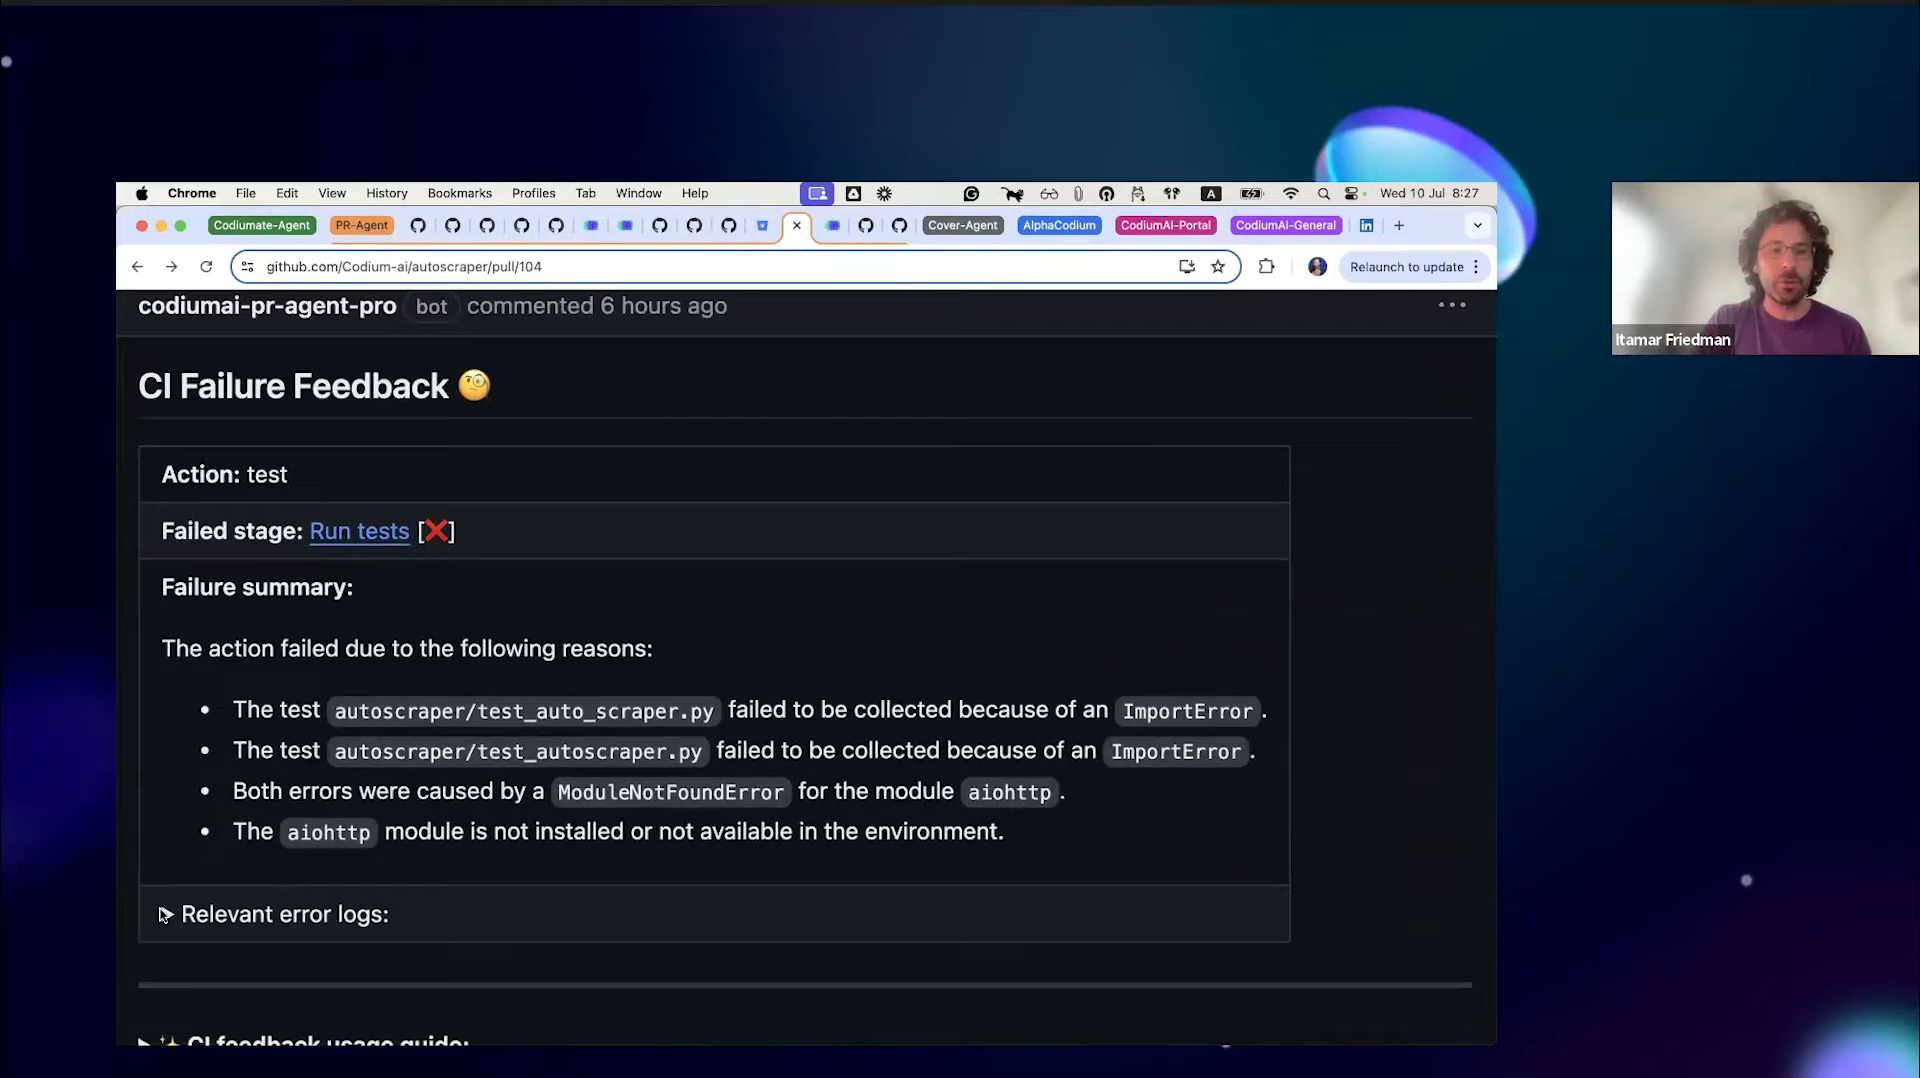 Chrome File Edit View History Bookmarks Profiles Tab Window Help A Wed 10 Jul 8:27
Codiumate-Agent PR-Agent Cover-Agent AlphaCodium CodiumAI-Portal CodiumAI-General
github.com/Codium-ai/autoscraper/pull/104 Relaunch to update
codiumai-pr-agent-pro bot commented 6 hours ago
CI Failure Feedback 🧐
Action: test
Failed stage: Run tests [❌]
Failure summary:
The action failed due to the following reasons:
• The test autoscraper/test_auto_scraper.py failed to be collected because of an ImportError.
• The test autoscraper/test_autoscraper.py failed to be collected because of an ImportError.
• Both errors were caused by a ModuleNotFoundError for the module aiohttp.
• The aiohttp module is not installed or not available in the environment.
Relevant error logs:
✨ CI feedback usage guide:
Itamar Friedman